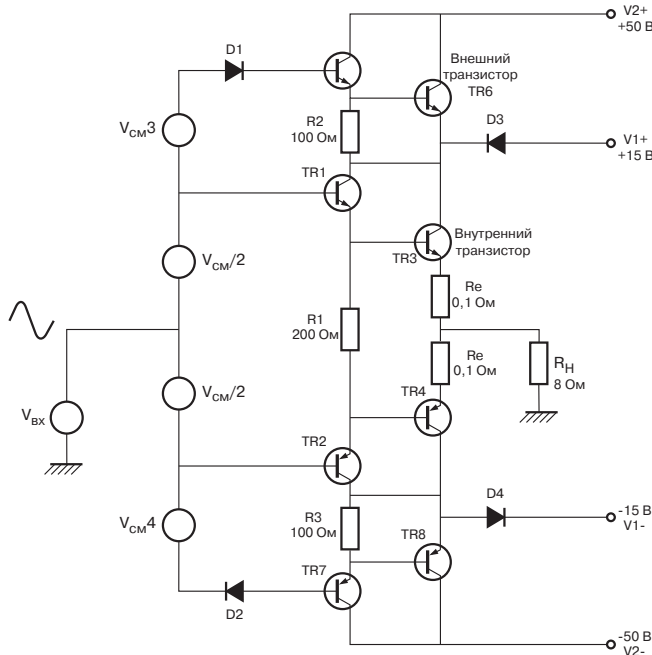 V2+
+50 В
D1
Внешний
транзистор
TR6
D3
V1+
+15 В
Vсм3
R2
100 Ом
TR1
Внутренний
транзистор
TR3
Vсм/2
Re
0,1 Ом
R1
200 Ом
Re
0,1 Ом
RН
8 Ом
Vсм/2
Vвх
TR4
TR2
D4
-15 В
V1-
Vсм4
R3
100 Ом
TR8
TR7
D2
-50 В
V2-